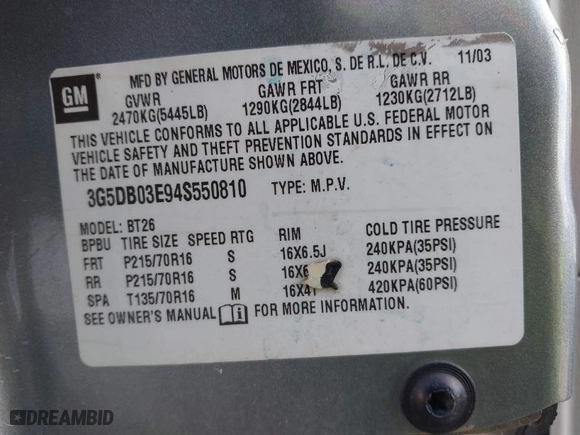 GM
MFD BY GENERAL MOTORS DE MEXICO, S. DE R.L. DE C.V. 11/03
GVWR GAWR FRT GAWR RR
2470KG(5445LB) 1290KG(2844LB) 1230KG(2712LB)
THIS VEHICLE CONFORMS TO ALL APPLICABLE U.S. FEDERAL MOTOR
VEHICLE SAFETY AND THEFT PREVENTION STANDARDS IN EFFECT ON
THE DATE OF MANUFACTURE SHOWN ABOVE.
3G5DB03E94S550810 TYPE: M.P.V.
MODEL: BT26
BPBU TIRE SIZE SPEED RTG RIM COLD TIRE PRESSURE
FRT P215/70R16 S 16X6.5J 240KPA(35PSI)
RR P215/70R16 S 16X6 240KPA(35PSI)
SPA T135/70R16 M 16X4T 420KPA(60PSI)
SEE OWNER'S MANUAL FOR MORE INFORMATION.
DREAMBID